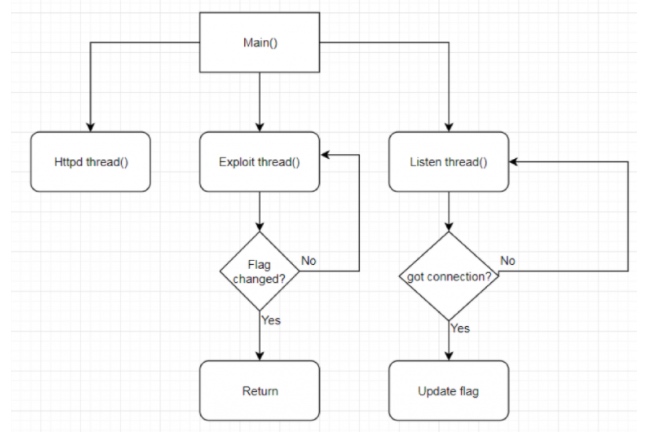 Main()
Httpd thread()
Exploit thread()
Listen thread()
Flag
changed?
No
got connection?
No
Yes
Yes
Return
Update flag